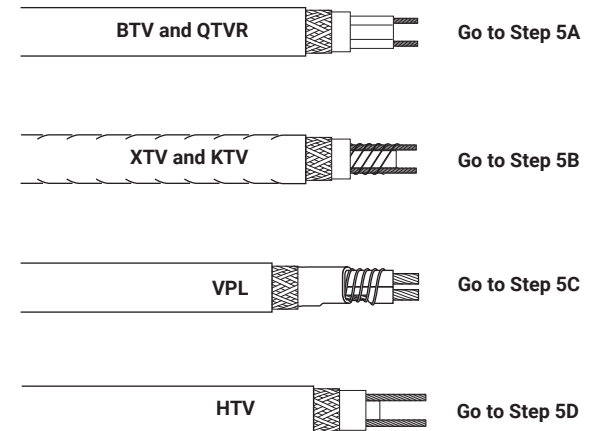 BTV and QTVR Go to Step 5A
XTV and KTV Go to Step 5B
VPL Go to Step 5C
HTV Go to Step 5D